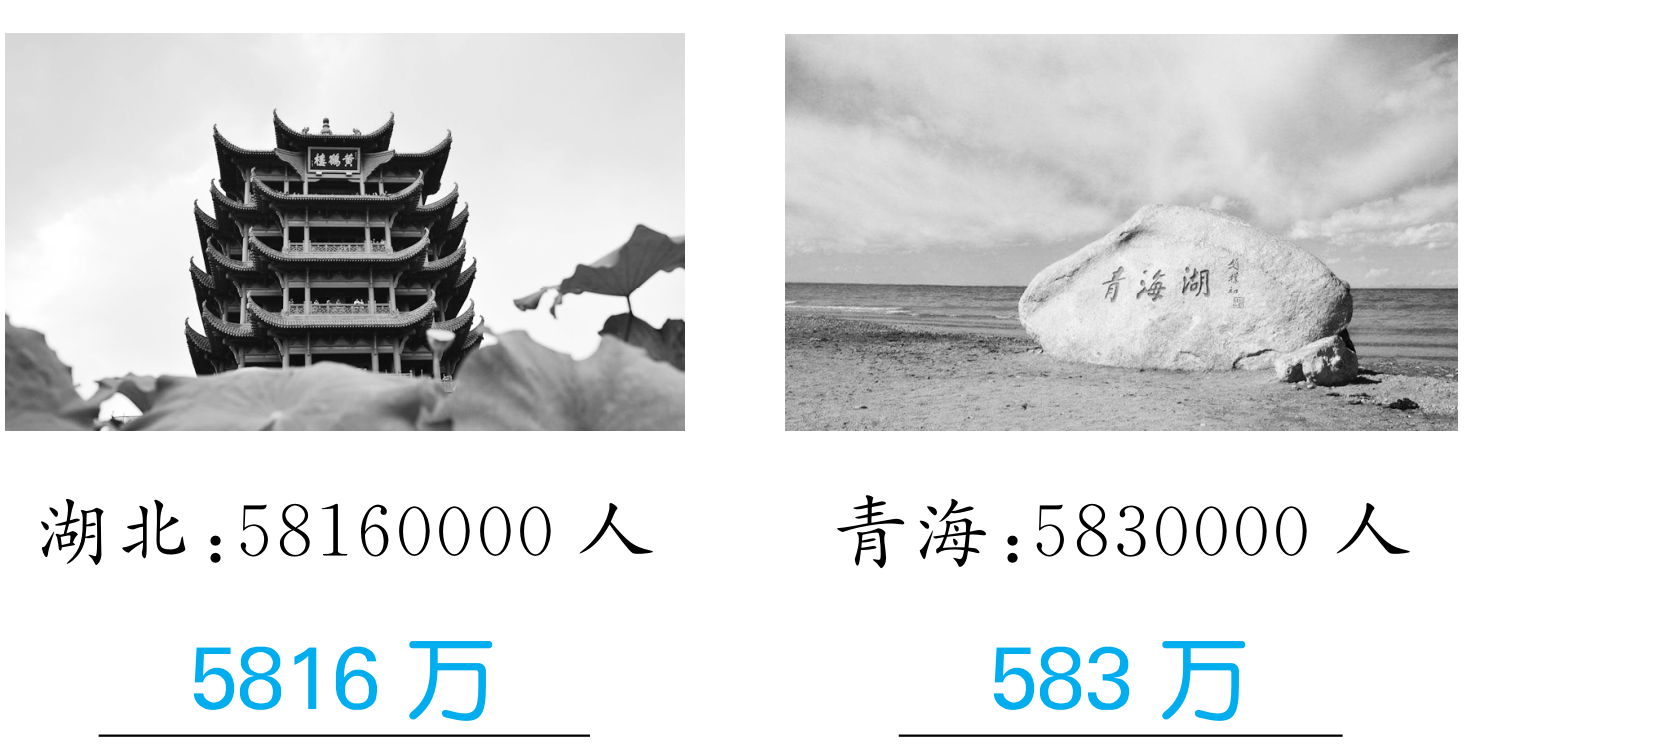 黄鹤楼
青海湖
湖北:58160000 人
青海:5830000 人
5816 万
583 万